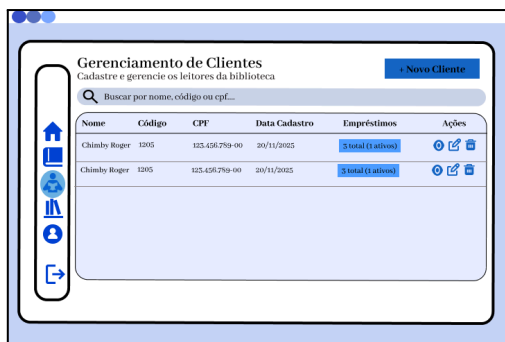 Gerenciamento de Clientes
Cadastre e gerencie os leitores da biblioteca
+ Novo Cliente
Buscar por nome, código ou cpf....
Nome Código CPF Data Cadastro Empréstimos Ações
Chimby Roger 1205 123.456.789-00 20/11/2025 3 total (1 ativos)
Chimby Roger 1205 123.456.789-00 20/11/2025 3 total (1 ativos)